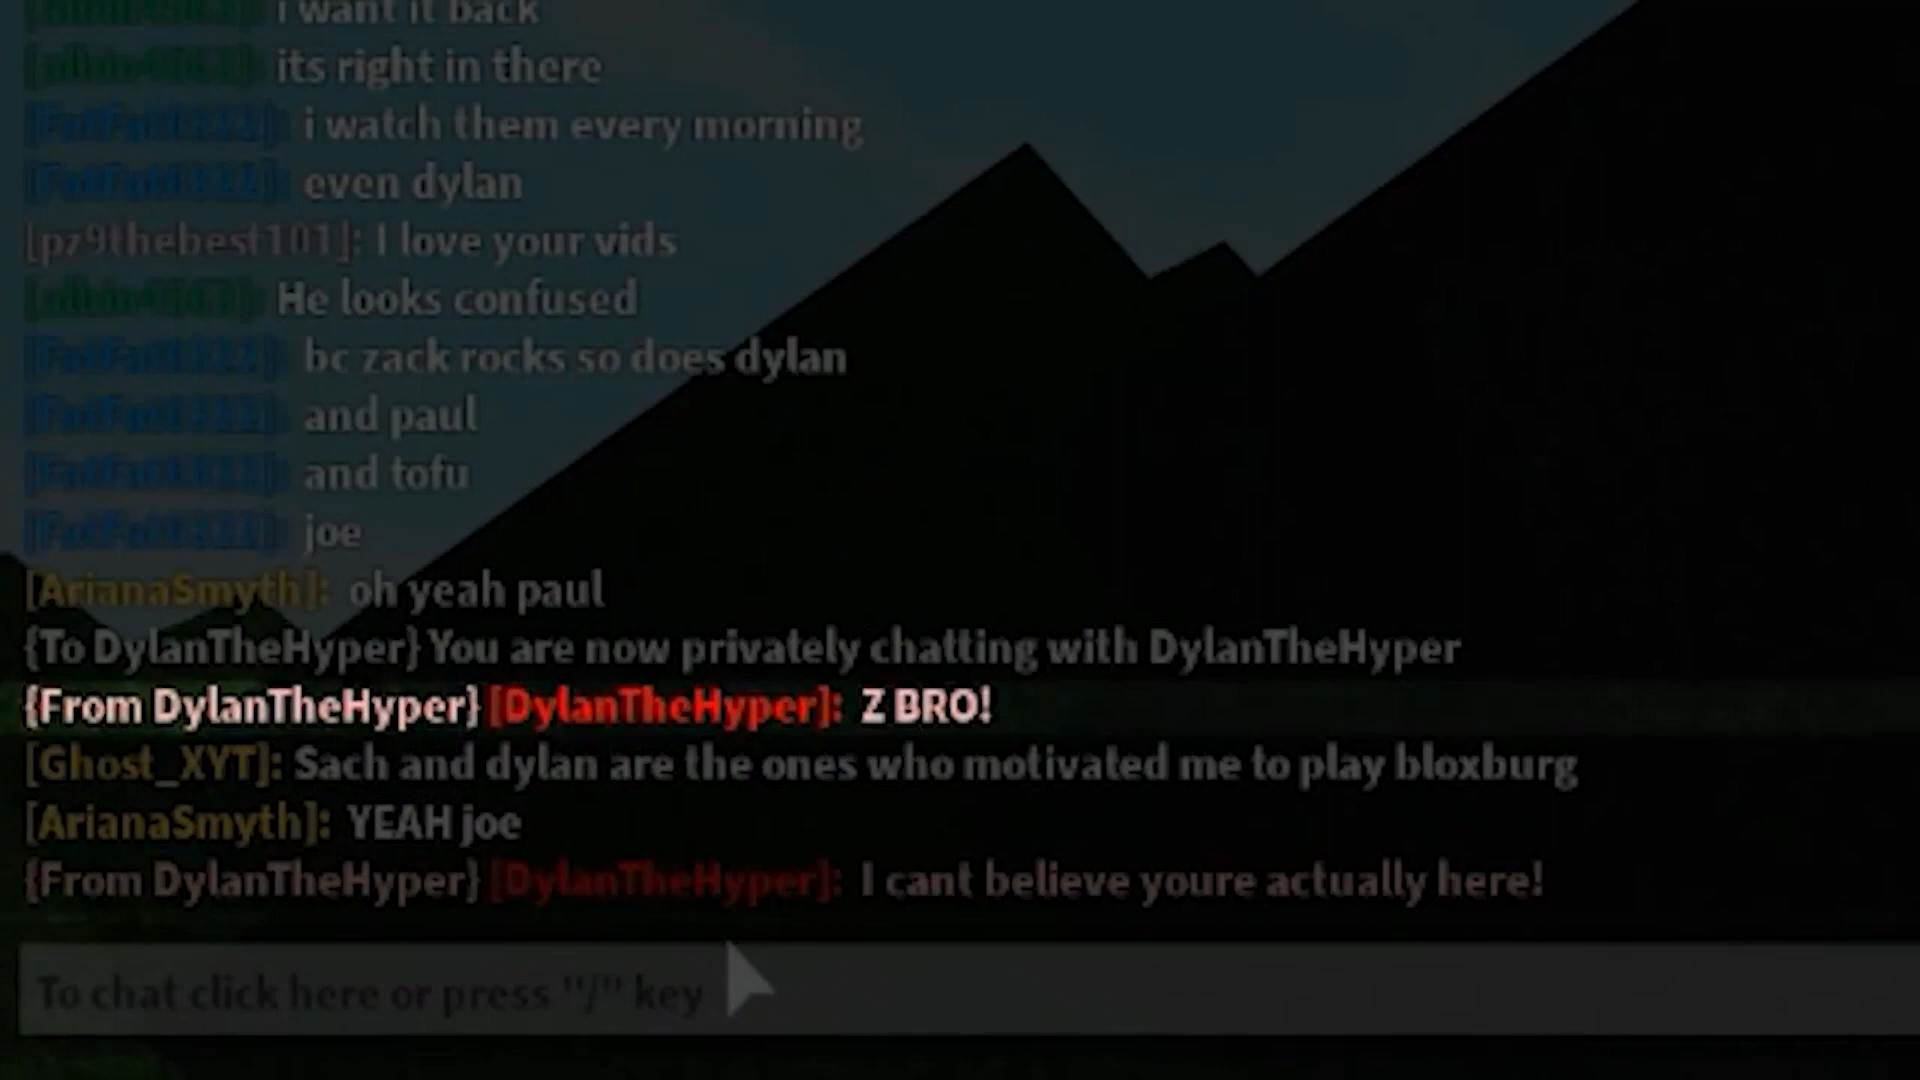 i want it back
its right in there
i watch them every morning
even dylan
[pz9thebest101]: I love your vids
He looks confused
bc zack rocks so does dylan
and paul
and tofu
joe
[ArianaSmyth]: oh yeah paul
{To DylanTheHyper} You are now privately chatting with DylanTheHyper
{From DylanTheHyper} [DylanTheHyper]: Z BRO!
[Ghost_XYT]: Sach and dylan are the ones who motivated me to play bloxburg
[ArianaSmyth]: YEAH joe
{From DylanTheHyper} [DylanTheHyper]: I cant believe youre actually here!
To chat click here or press "/" key